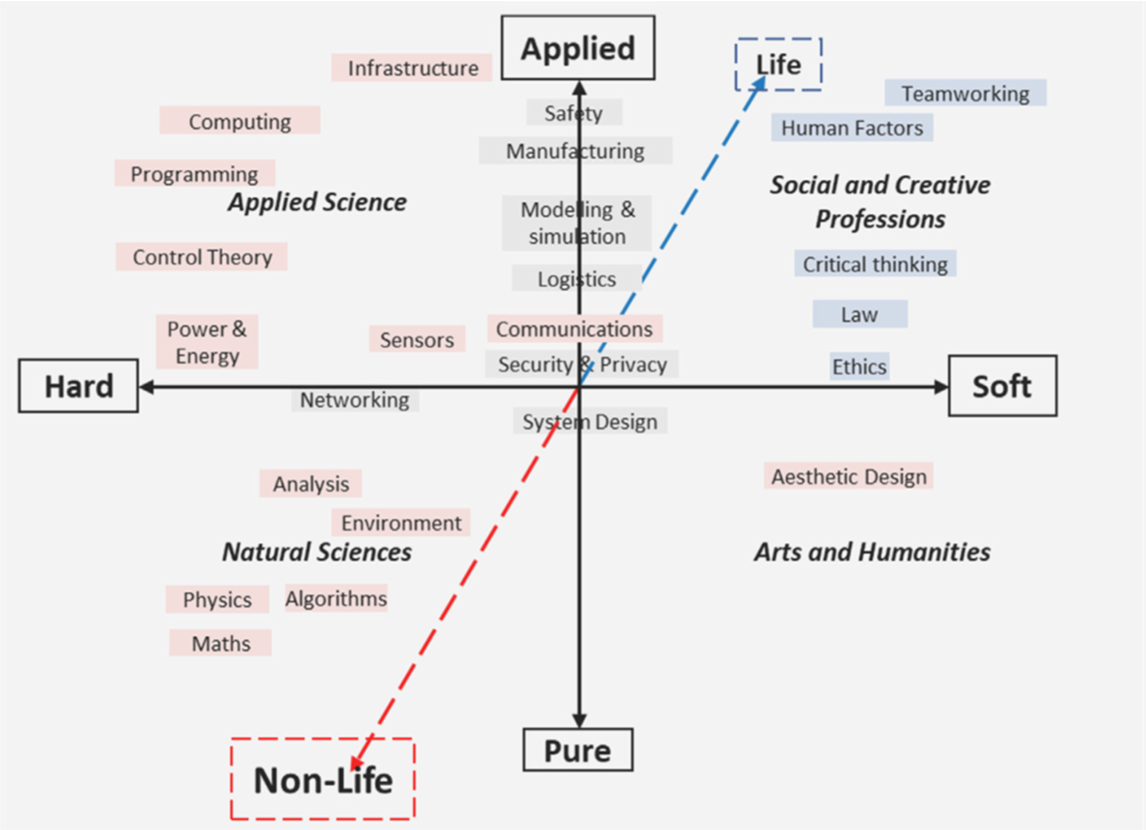 Applied
Life
Infrastructure
Teamworking
Safety
Computing
Human Factors
Manufacturing
Programming
Applied Science
Social and Creative
Professions
Modelling &
simulation
Control Theory
Critical thinking
Logistics
Law
Power &
Energy
Sensors
Communications
Security & Privacy
Ethics
Hard
Soft
Networking
System Design
Analysis
Aesthetic Design
Environment
Natural Sciences
Arts and Humanities
Physics
Algorithms
Maths
Pure
Non-Life